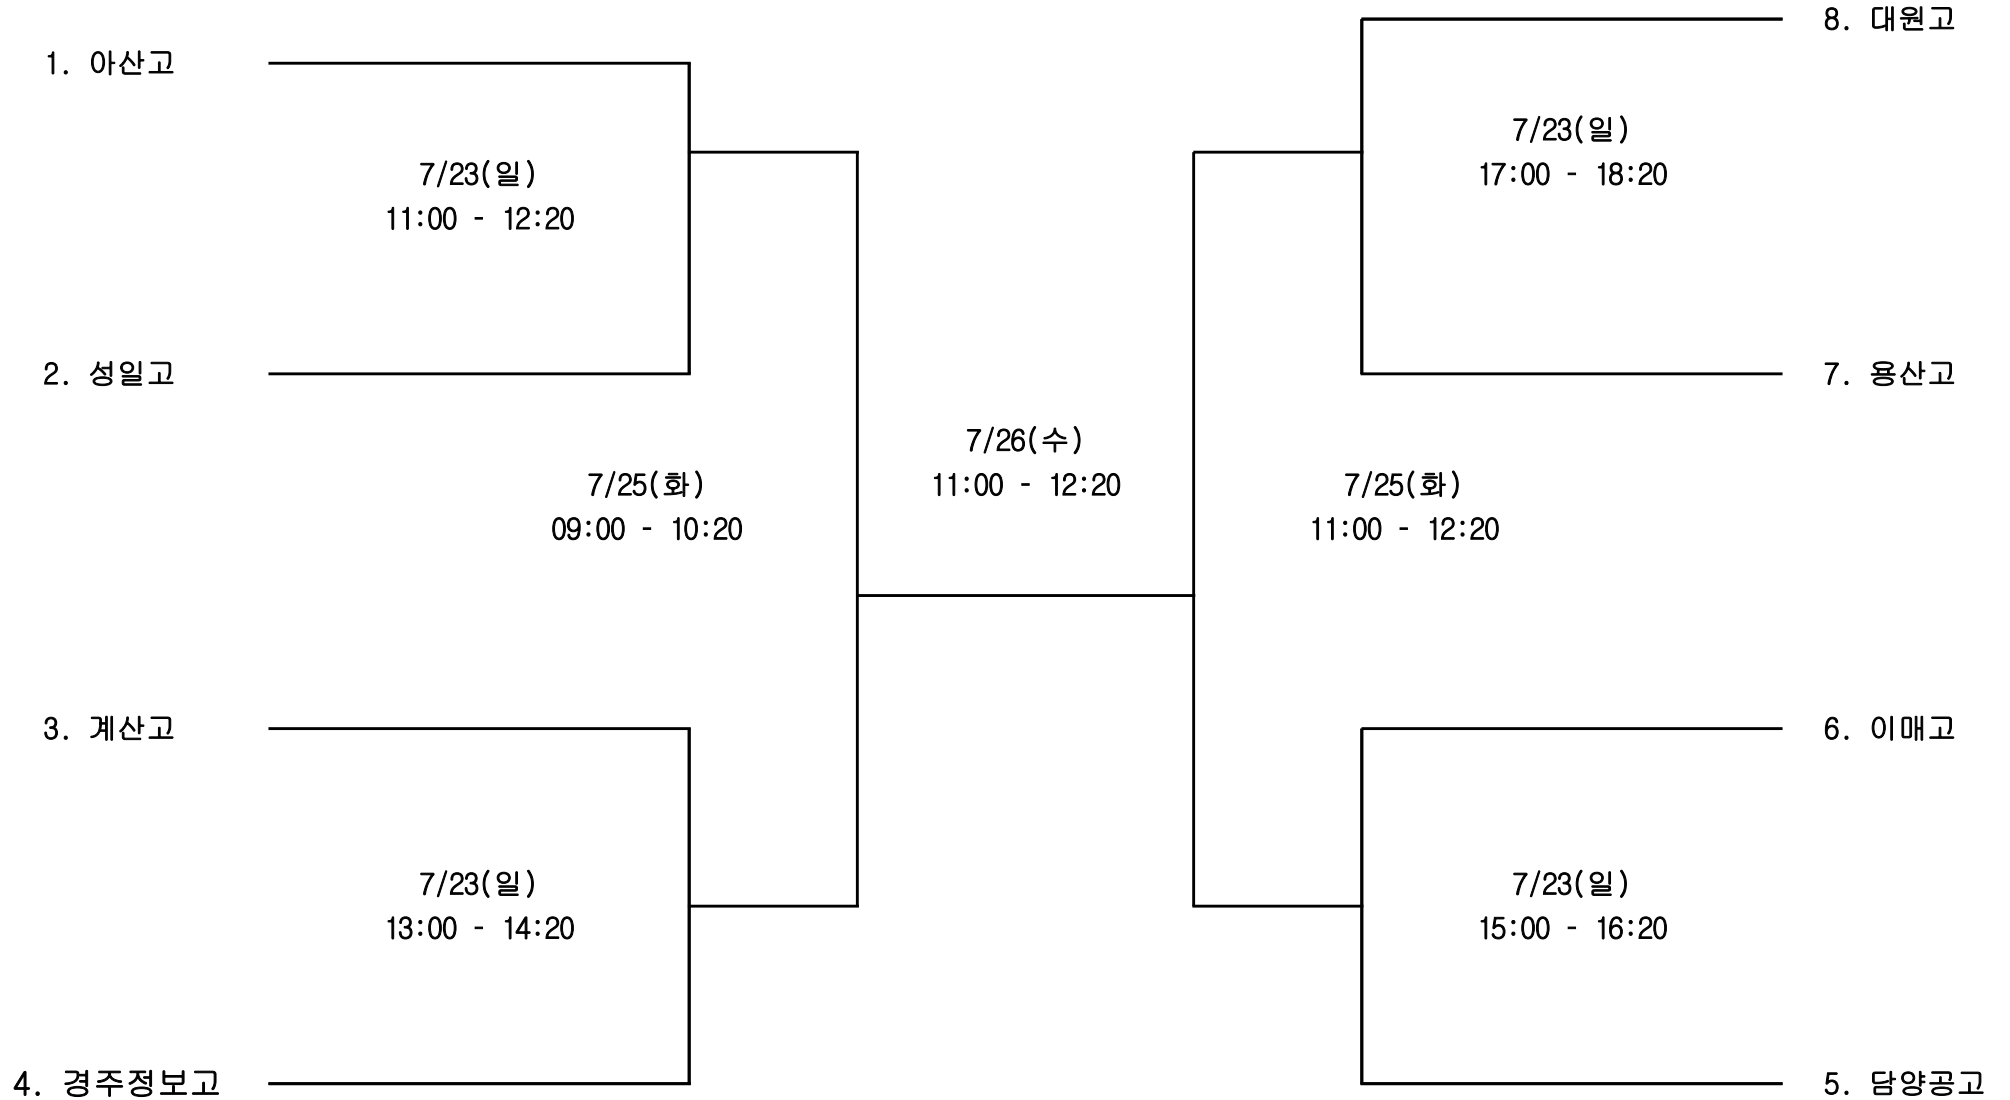 1. 아산고
7/23(일)
11:00 - 12:20
2. 성일고
7/25(화)
09:00 - 10:20
3. 계산고
7/23(일)
13:00 - 14:20
4. 경주정보고
7/26(수)
11:00 - 12:20
8. 대원고
7/23(일)
17:00 - 18:20
7. 용산고
7/25(화)
11:00 - 12:20
6. 이매고
7/23(일)
15:00 - 16:20
5. 담양공고